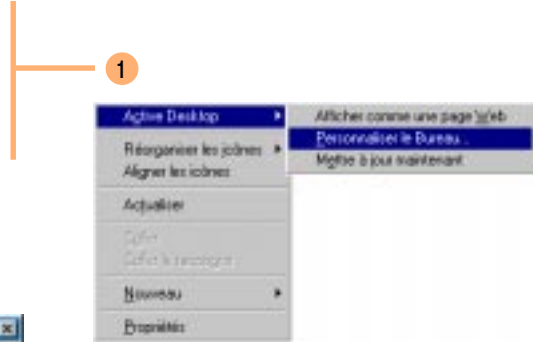 1
Active Desktop
Afficher comme une page Web
Personnaliser le Bureau...
Mettre à jour maintenant
Réorganiser les icônes
Aligner les icônes
Actualiser
Coller
Coller le raccourci
Nouveau
Propriétés